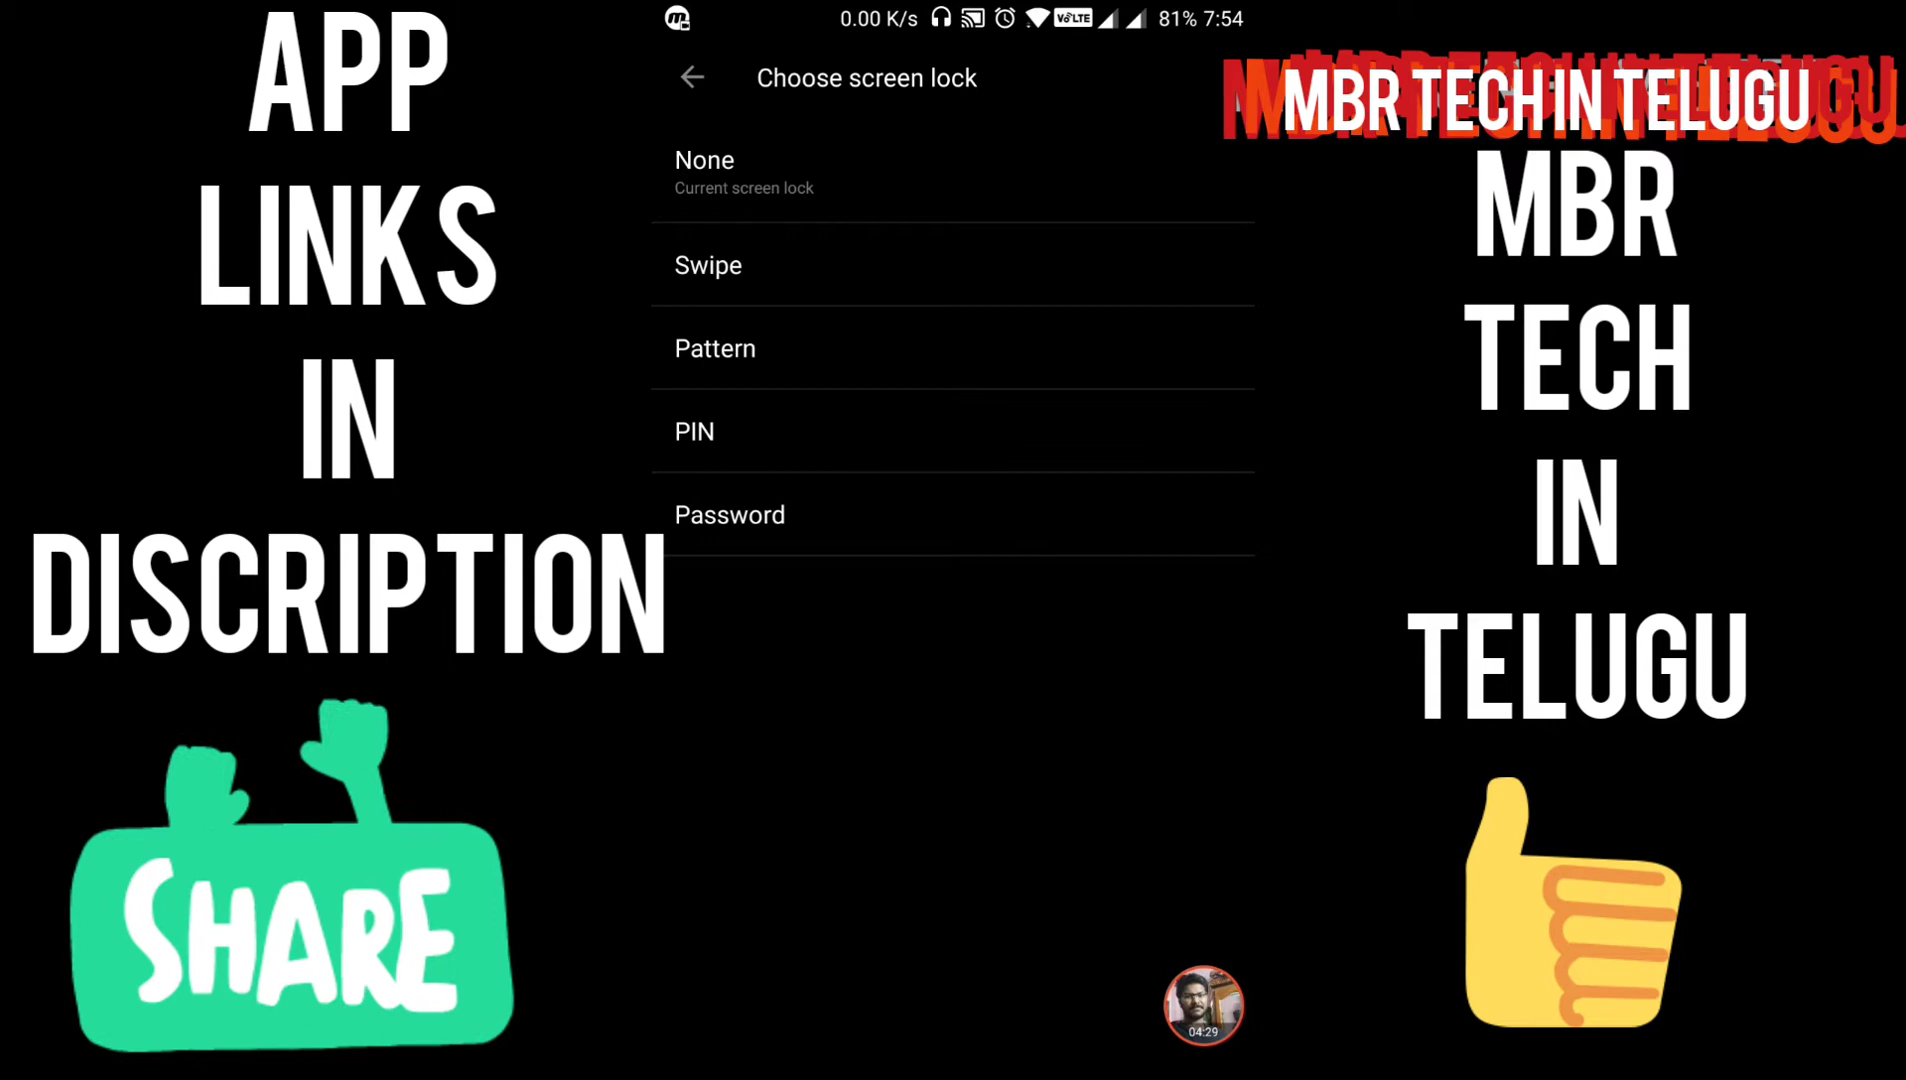 APP
LINKS
IN
DISCRIPTION
SHARE
0.00 K/s VoLTE 81% 7:54
Choose screen lock
None
Current screen lock
Swipe
Pattern
PIN
Password
04:29
MBR TECH IN TELUGU
MBR
TECH
IN
TELUGU